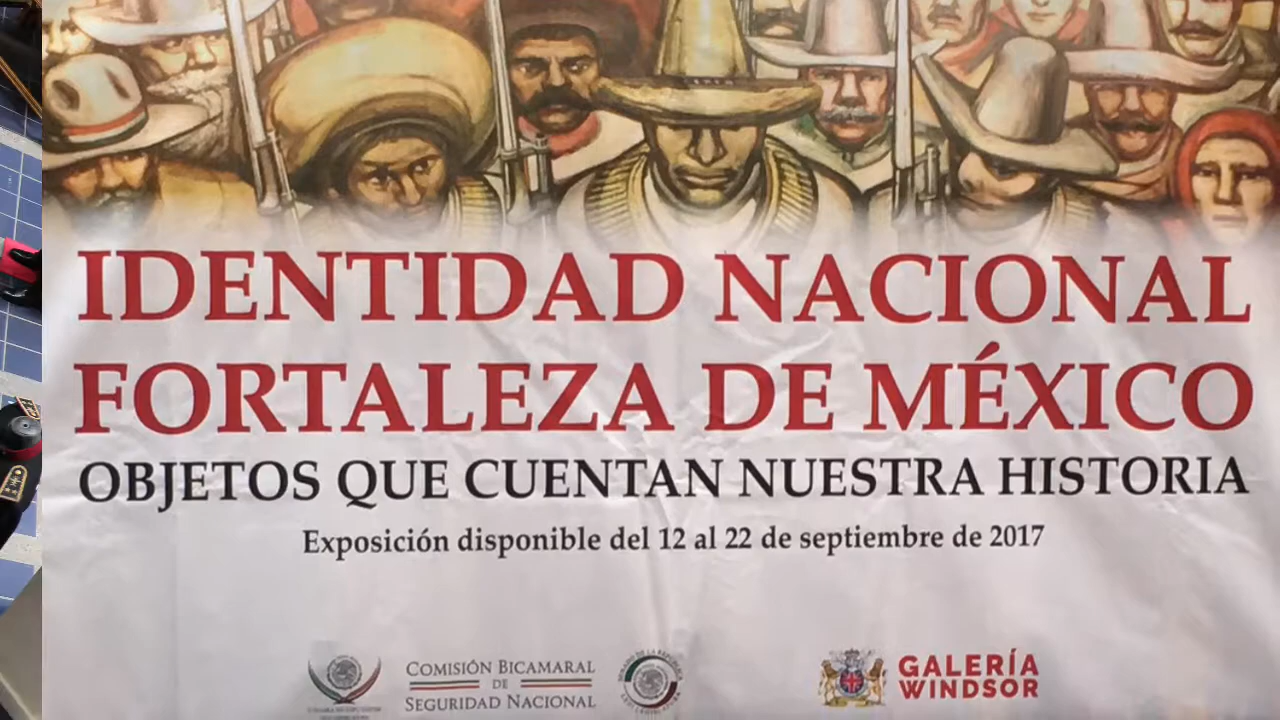 IDENTIDAD NACIONAL
FORTALEZA DE MÉXICO
OBJETOS QUE CUENTAN NUESTRA HISTORIA
Exposición disponible del 12 al 22 de septiembre de 2017
COMISIÓN BICAMARAL
DE
SEGURIDAD NACIONAL
GALERÍA
WINDSOR